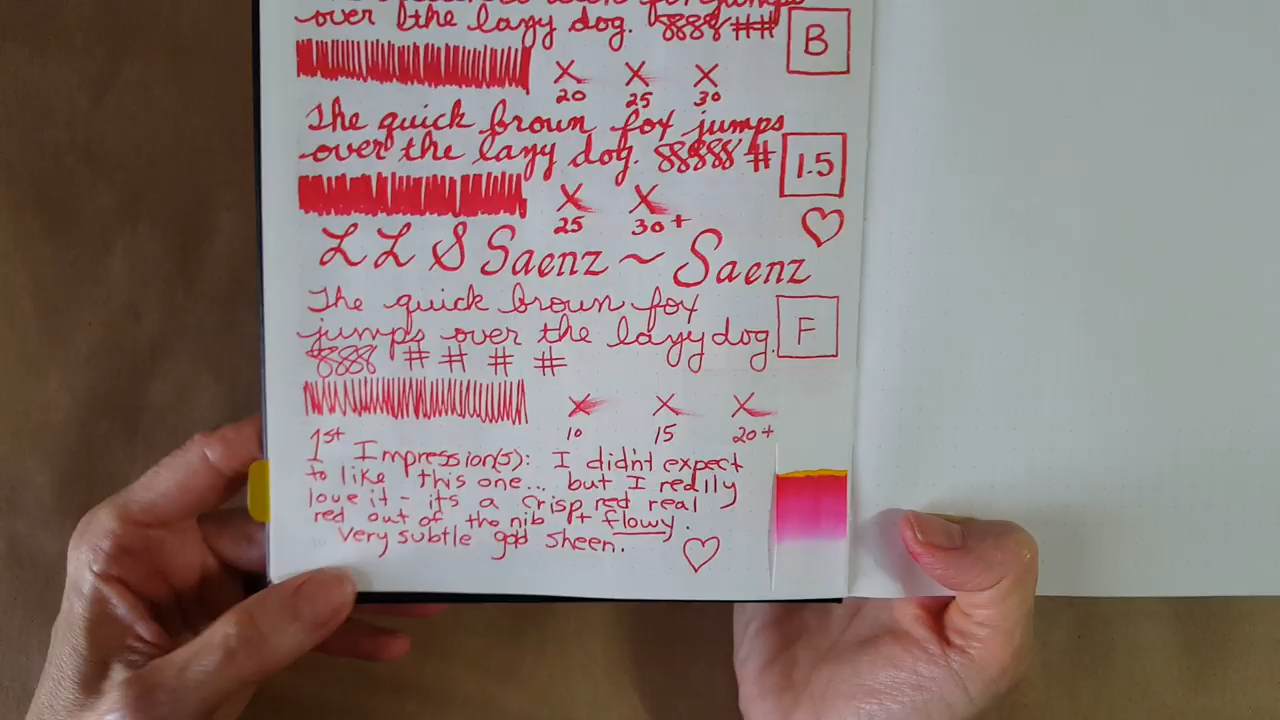 over the lazy dog. 8888 ##
B
X X X
20 25 30
The quick brown fox jumps
over the lazy dog. 88888 #
1.5
X X
25 30+
L L S Saenz ~ Saenz
The quick brown fox
jumps over the lazy dog.
F
888 # # # #
X X X
10 15 20+
1st Impression(s): I didn't expect
to like this one... but I really
love it - its a crisp red real
red out of the nib + flowy.
Very subtle gold sheen.